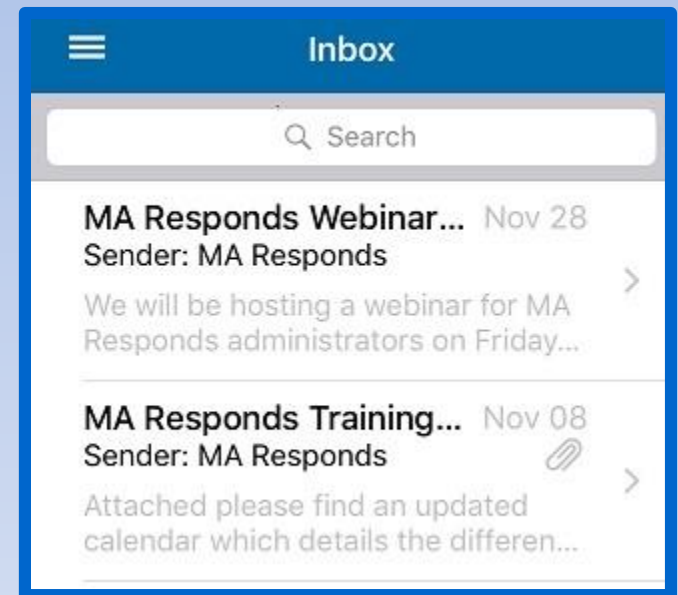 Inbox
Search
MA Responds Webinar... Nov 28
Sender: MA Responds
We will be hosting a webinar for MA
Responds administrators on Friday...
MA Responds Training... Nov 08
Sender: MA Responds
Attached please find an updated
calendar which details the differen...